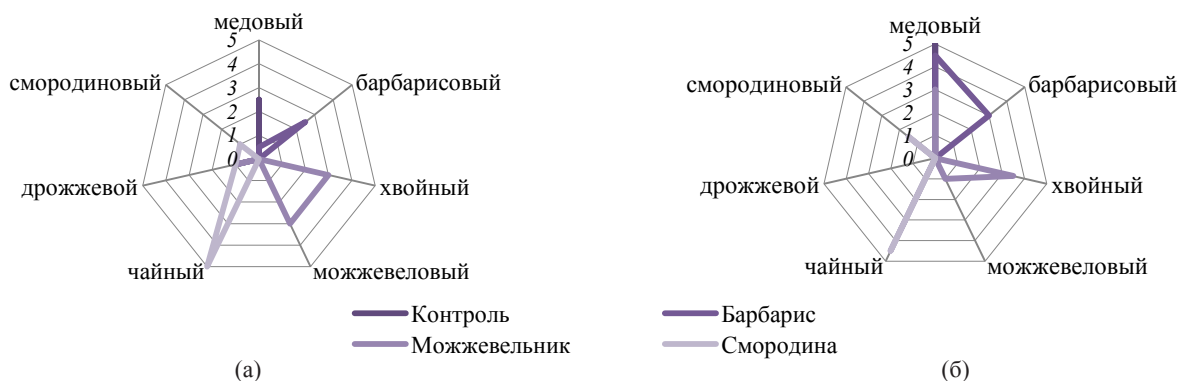 медовый
5
4
3
2
1
0
смородиновый
барбарисовый
дрожжевой
хвойный
чайный
можжевеловый
медовый
5
4
3
2
1
0
смородиновый
барбарисовый
дрожжевой
хвойный
чайный
можжевеловый
Контроль
Барбарис
Можжевельник
Смородина
(а)
(б)